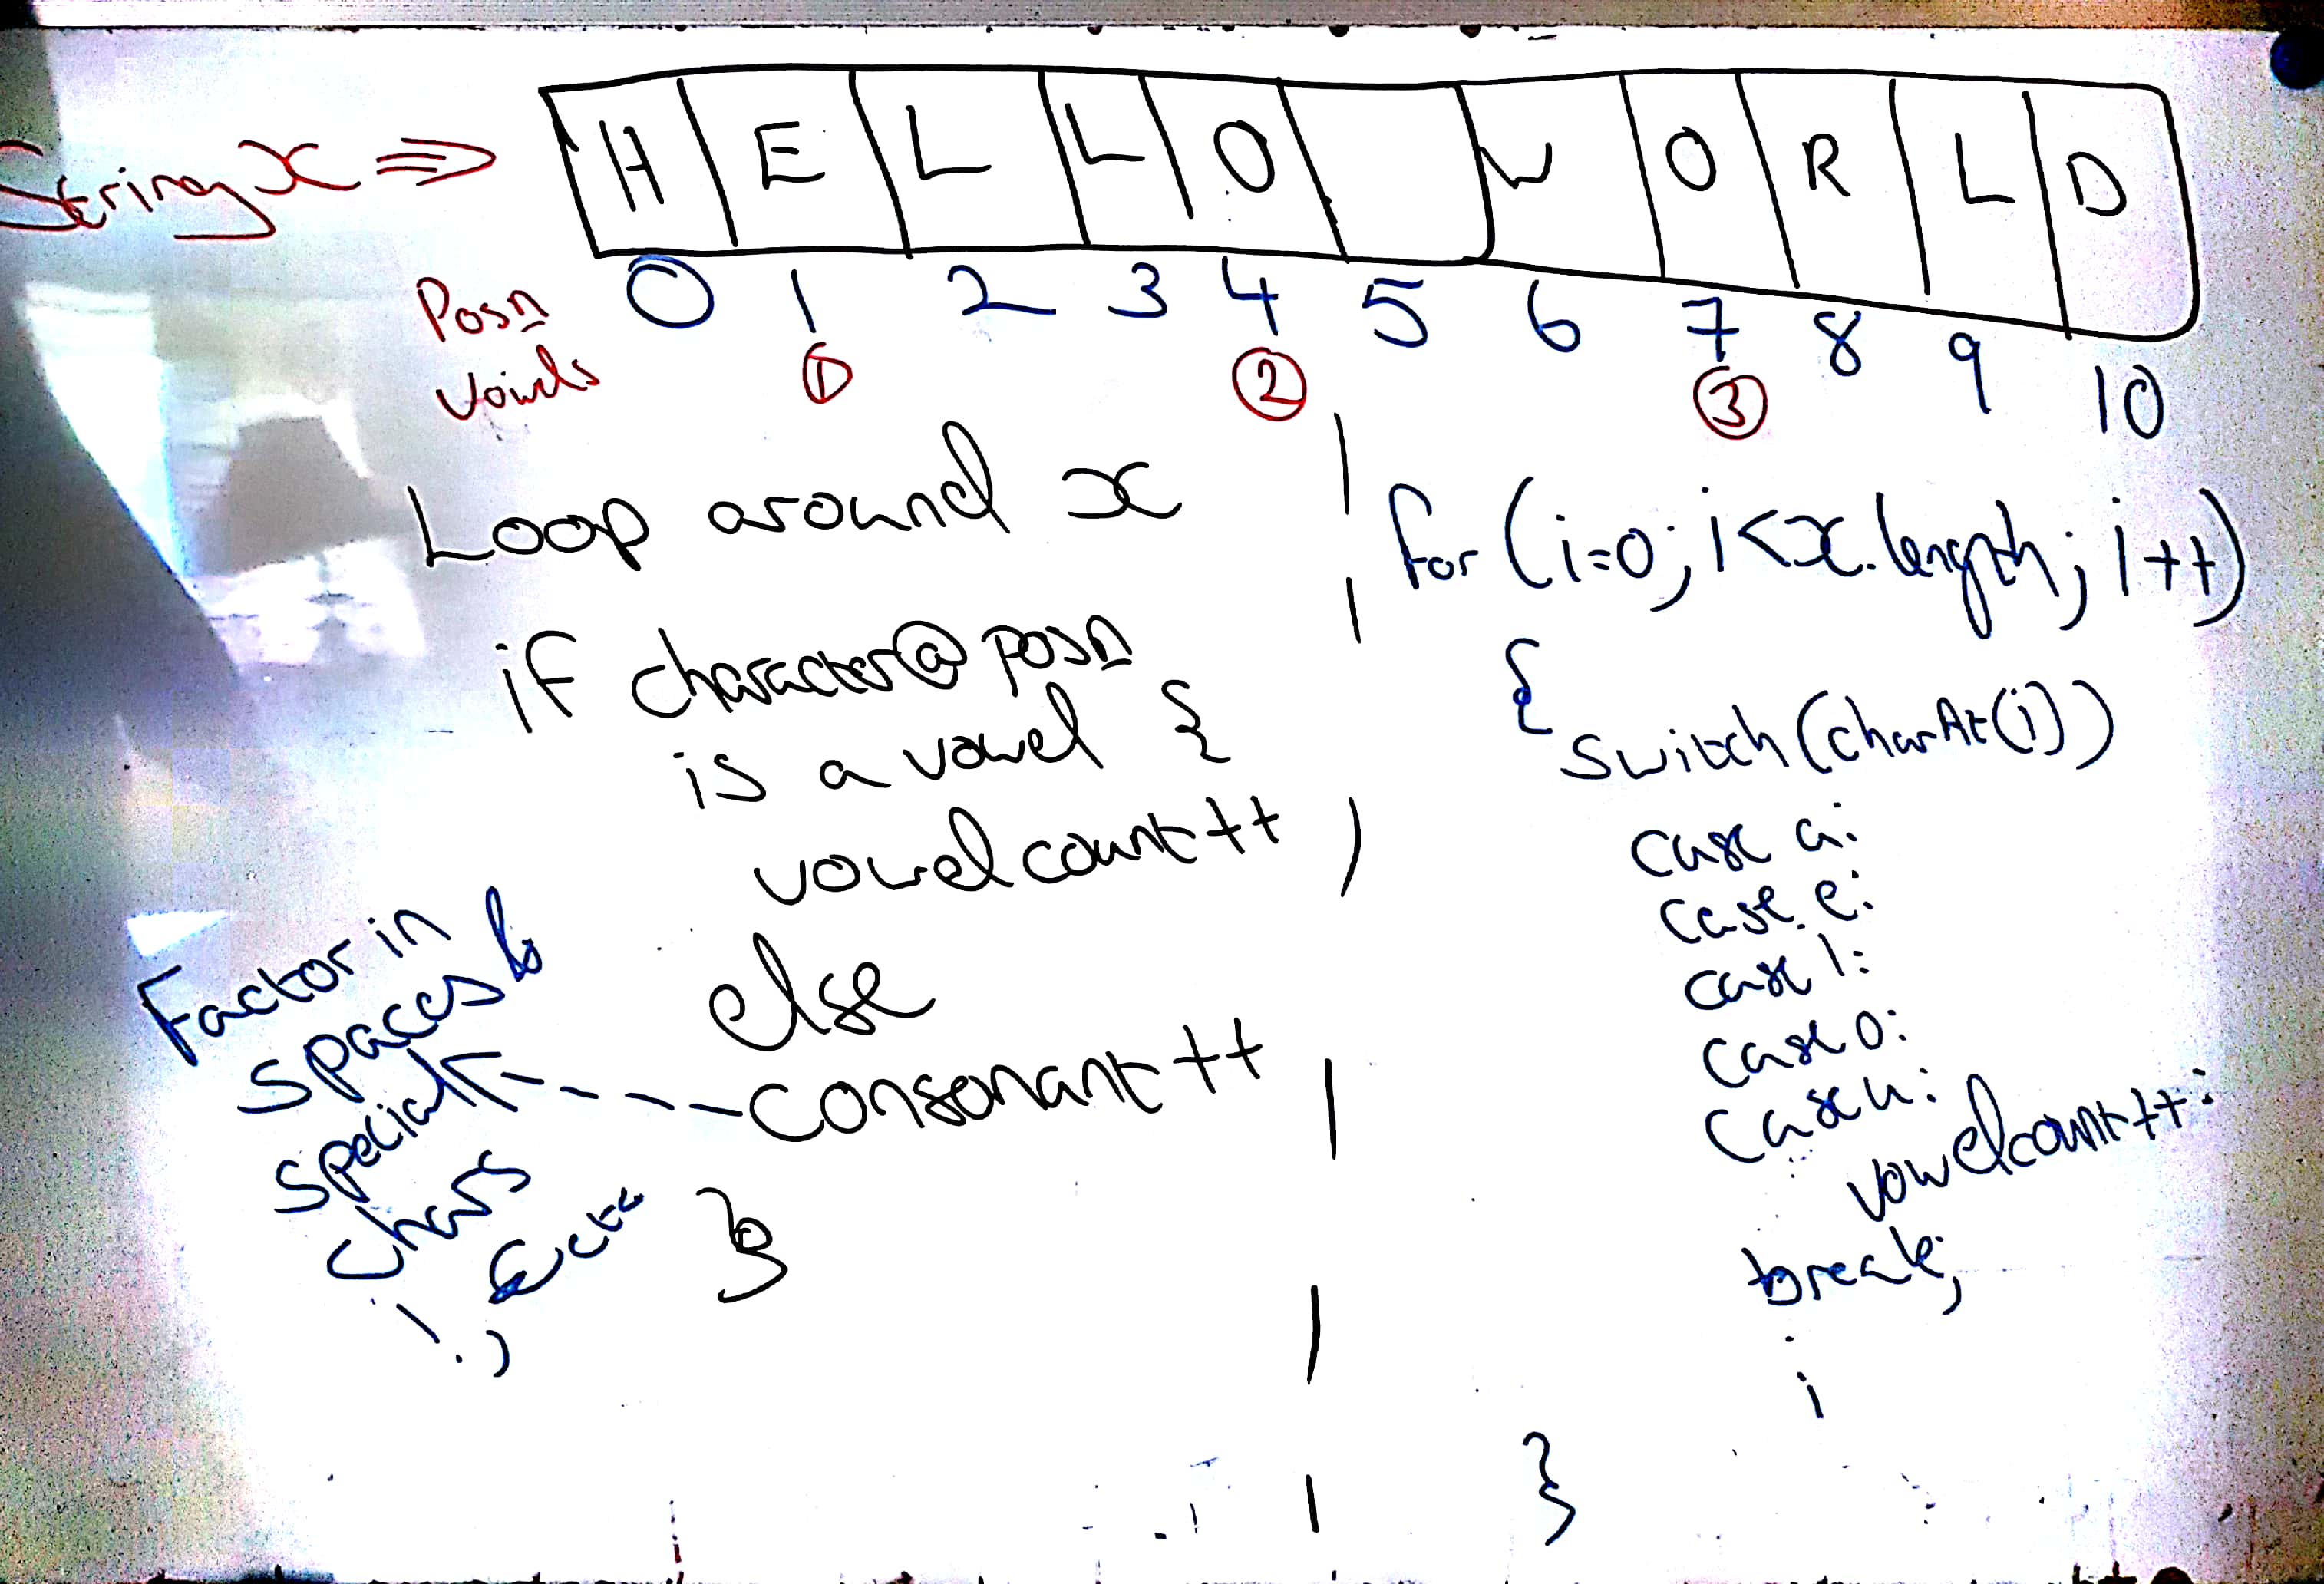 String x ⇒ H E L L O W O R L D
Posn 0 1 2 3 4 5 6 7 8 9 10
Vowels 1 2 3
Loop around x
if character@posn
is a vowel {
vowelcount++
else
consonant++
}
Factor in
spaces &
special
chars
! , & etc
. ,
for (i=0; i<x.length; i++)
{
switch(charAt(i))
case a:
case e:
case i:
case o:
case u:
vowelcount++;
break;
}